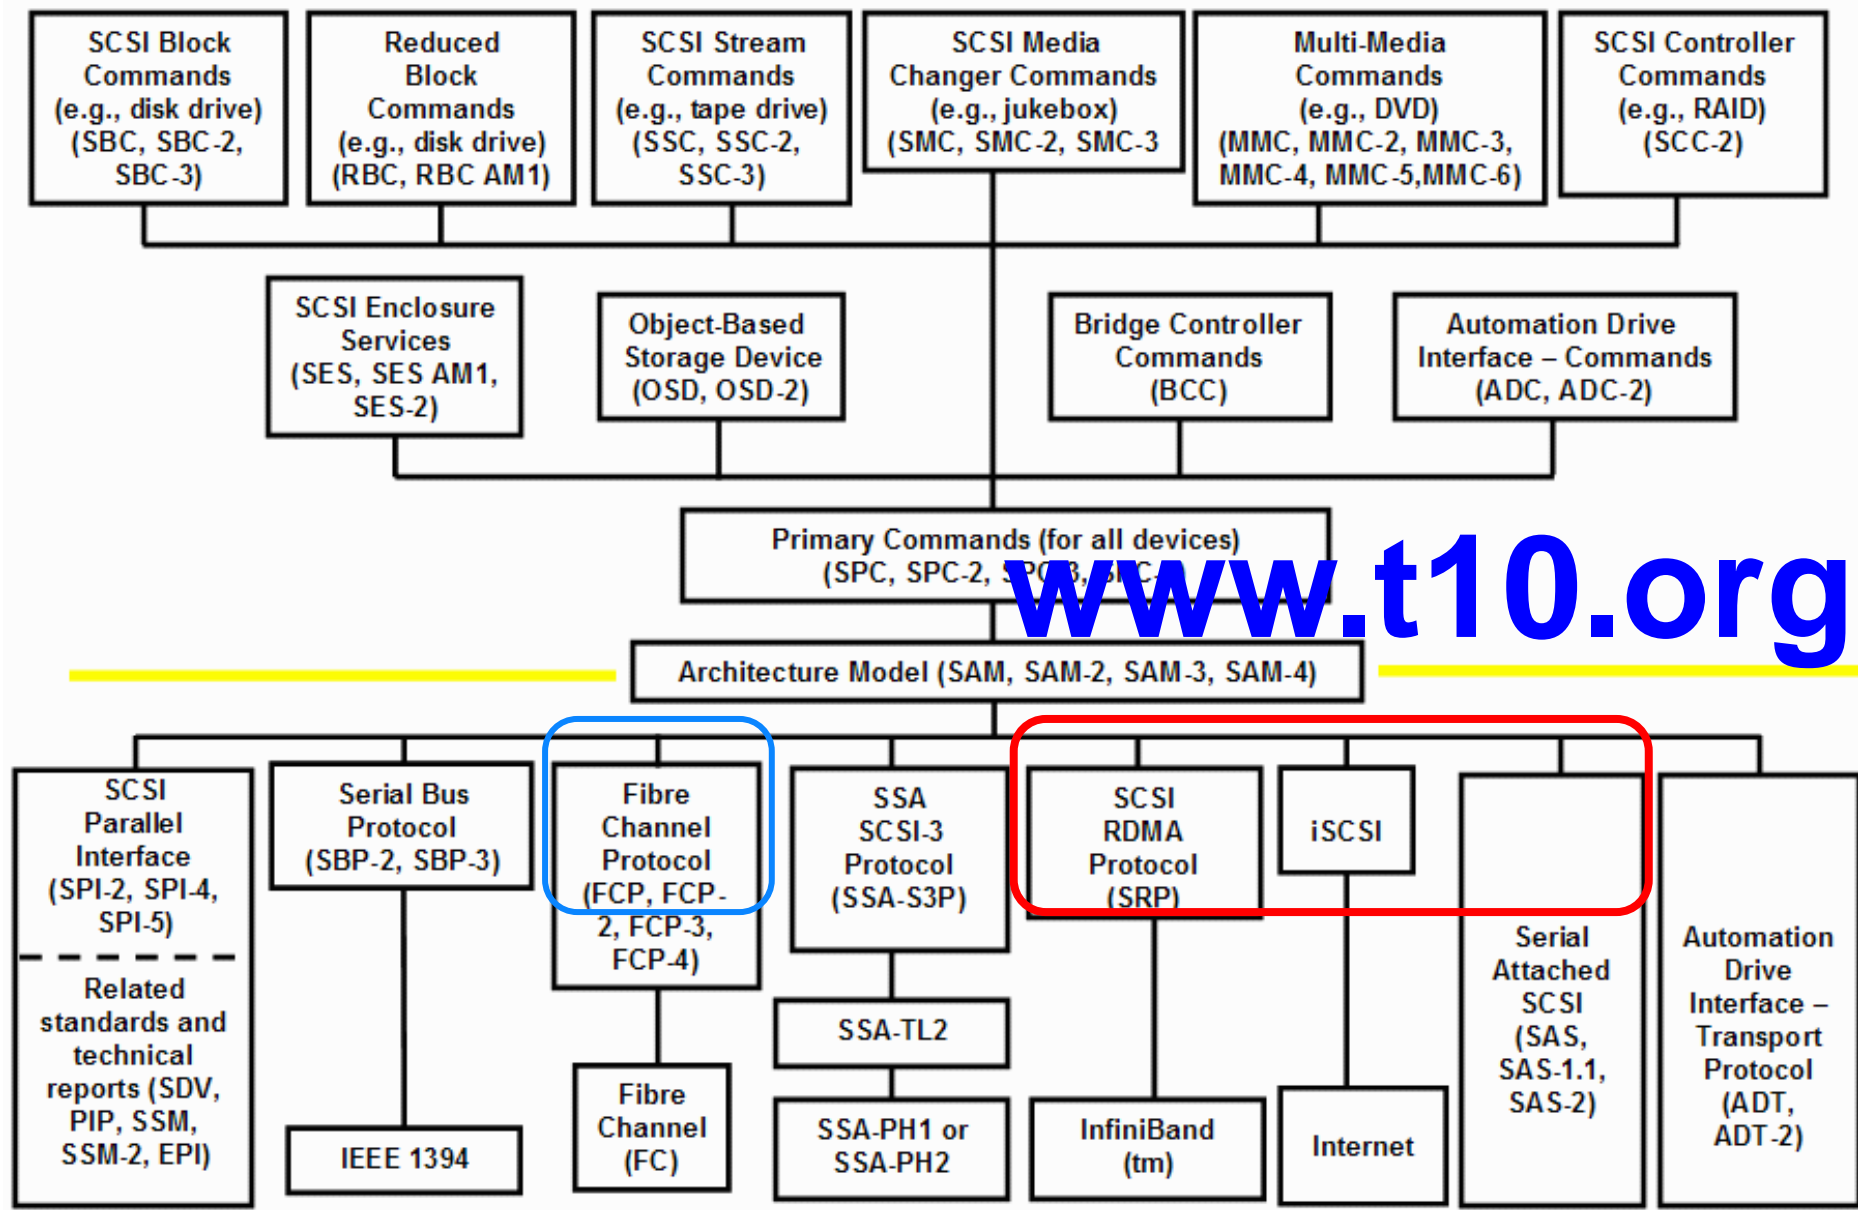 SCSI Block
Commands
(e.g., disk drive)
(SBC, SBC-2,
SBC-3)
Reduced
Block
Commands
(e.g., disk drive)
(RBC, RBC AM1)
SCSI Stream
Commands
(e.g., tape drive)
(SSC, SSC-2,
SSC-3)
SCSI Media
Changer Commands
(e.g., jukebox)
(SMC, SMC-2, SMC-3
Multi-Media
Commands
(e.g., DVD)
(MMC, MMC-2, MMC-3,
MMC-4, MMC-5,MMC-6)
SCSI Controller
Commands
(e.g., RAID)
(SCC-2)
SCSI Enclosure
Services
(SES, SES AM1,
SES-2)
Object-Based
Storage Device
(OSD, OSD-2)
Bridge Controller
Commands
(BCC)
Automation Drive
Interface – Commands
(ADC, ADC-2)
Primary Commands (for all devices)
(SPC, SPC-2,
www.t10.org
Architecture Model (SAM, SAM-2, SAM-3, SAM-4)
SCSI
Parallel
Interface
(SPI-2, SPI-4,
SPI-5)
Related
standards and
technical
reports (SDV,
PIP, SSM,
SSM-2, EPI)
Serial Bus
Protocol
(SBP-2, SBP-3)
IEEE 1394
Fibre
Channel
Protocol
(FCP, FCP-
2, FCP-3,
FCP-4)
Fibre
Channel
(FC)
SSA
SCSI-3
Protocol
(SSA-S3P)
SSA-TL2
SSA-PH1 or
SSA-PH2
SCSI
RDMA
Protocol
(SRP)
InfiniBand
(tm)
iSCSI
Internet
Serial
Attached
SCSI
(SAS,
SAS-1.1,
SAS-2)
Automation
Drive
Interface –
Transport
Protocol
(ADT,
ADT-2)